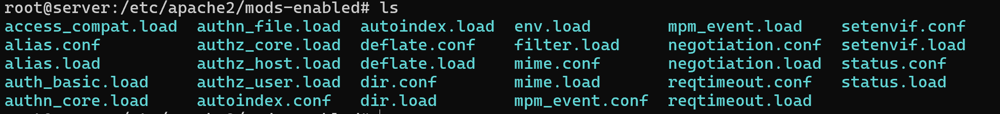 root@server:/etc/apache2/mods-enabled# ls
access_compat.load  authn_file.load  autoindex.load  env.load        mpm_event.load    setenvif.conf
alias.conf          authz_core.load  deflate.conf    filter.load     negotiation.conf  setenvif.load
alias.load          authz_host.load  deflate.load    mime.conf       negotiation.load  status.conf
auth_basic.load     authz_user.load  dir.conf        mime.load       reqtimeout.conf   status.load
authn_core.load     autoindex.conf   dir.load        mpm_event.conf  reqtimeout.load